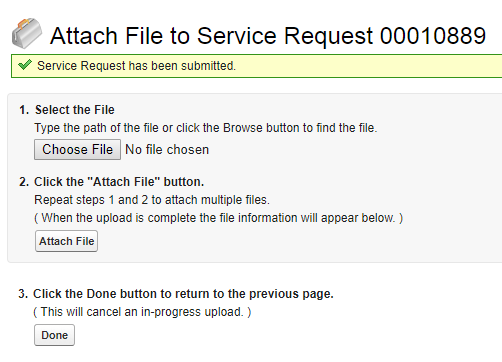 Attach File to Service Request 00010889
Service Request has been submitted.
1. Select the File
Type the path of the file or click the Browse button to find the file.
Choose File No file chosen
2. Click the "Attach File" button.
Repeat steps 1 and 2 to attach multiple files.
( When the upload is complete the file information will appear below. )
Attach File
3. Click the Done button to return to the previous page.
( This will cancel an in-progress upload. )
Done